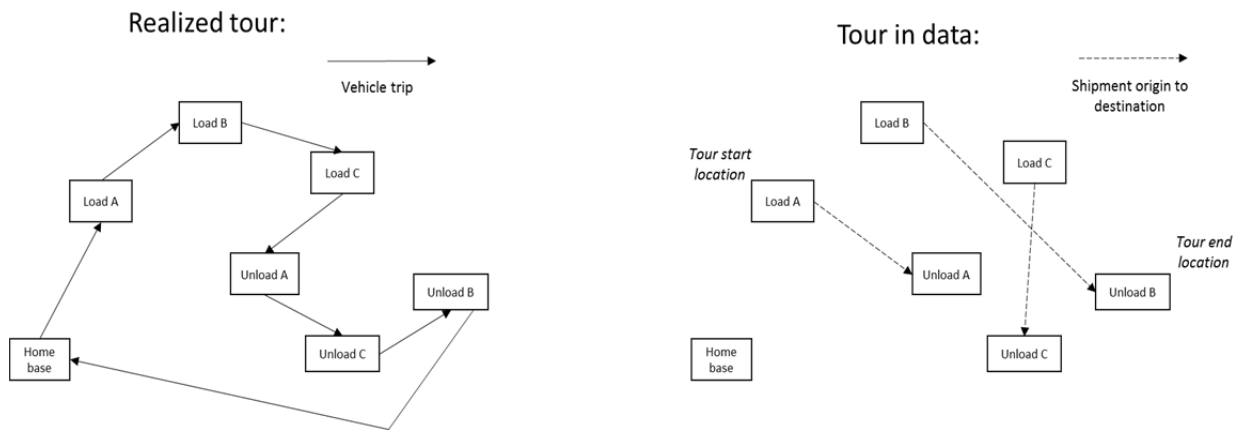 Realized tour:
Vehicle trip
Load B
Load C
Load A
Unload A
Unload B
Unload C
Home
base
Tour in data:
Shipment origin to
destination
Load B
Load C
Tour start
location
Load A
Unload A
Tour end
location
Unload B
Unload C
Home
base